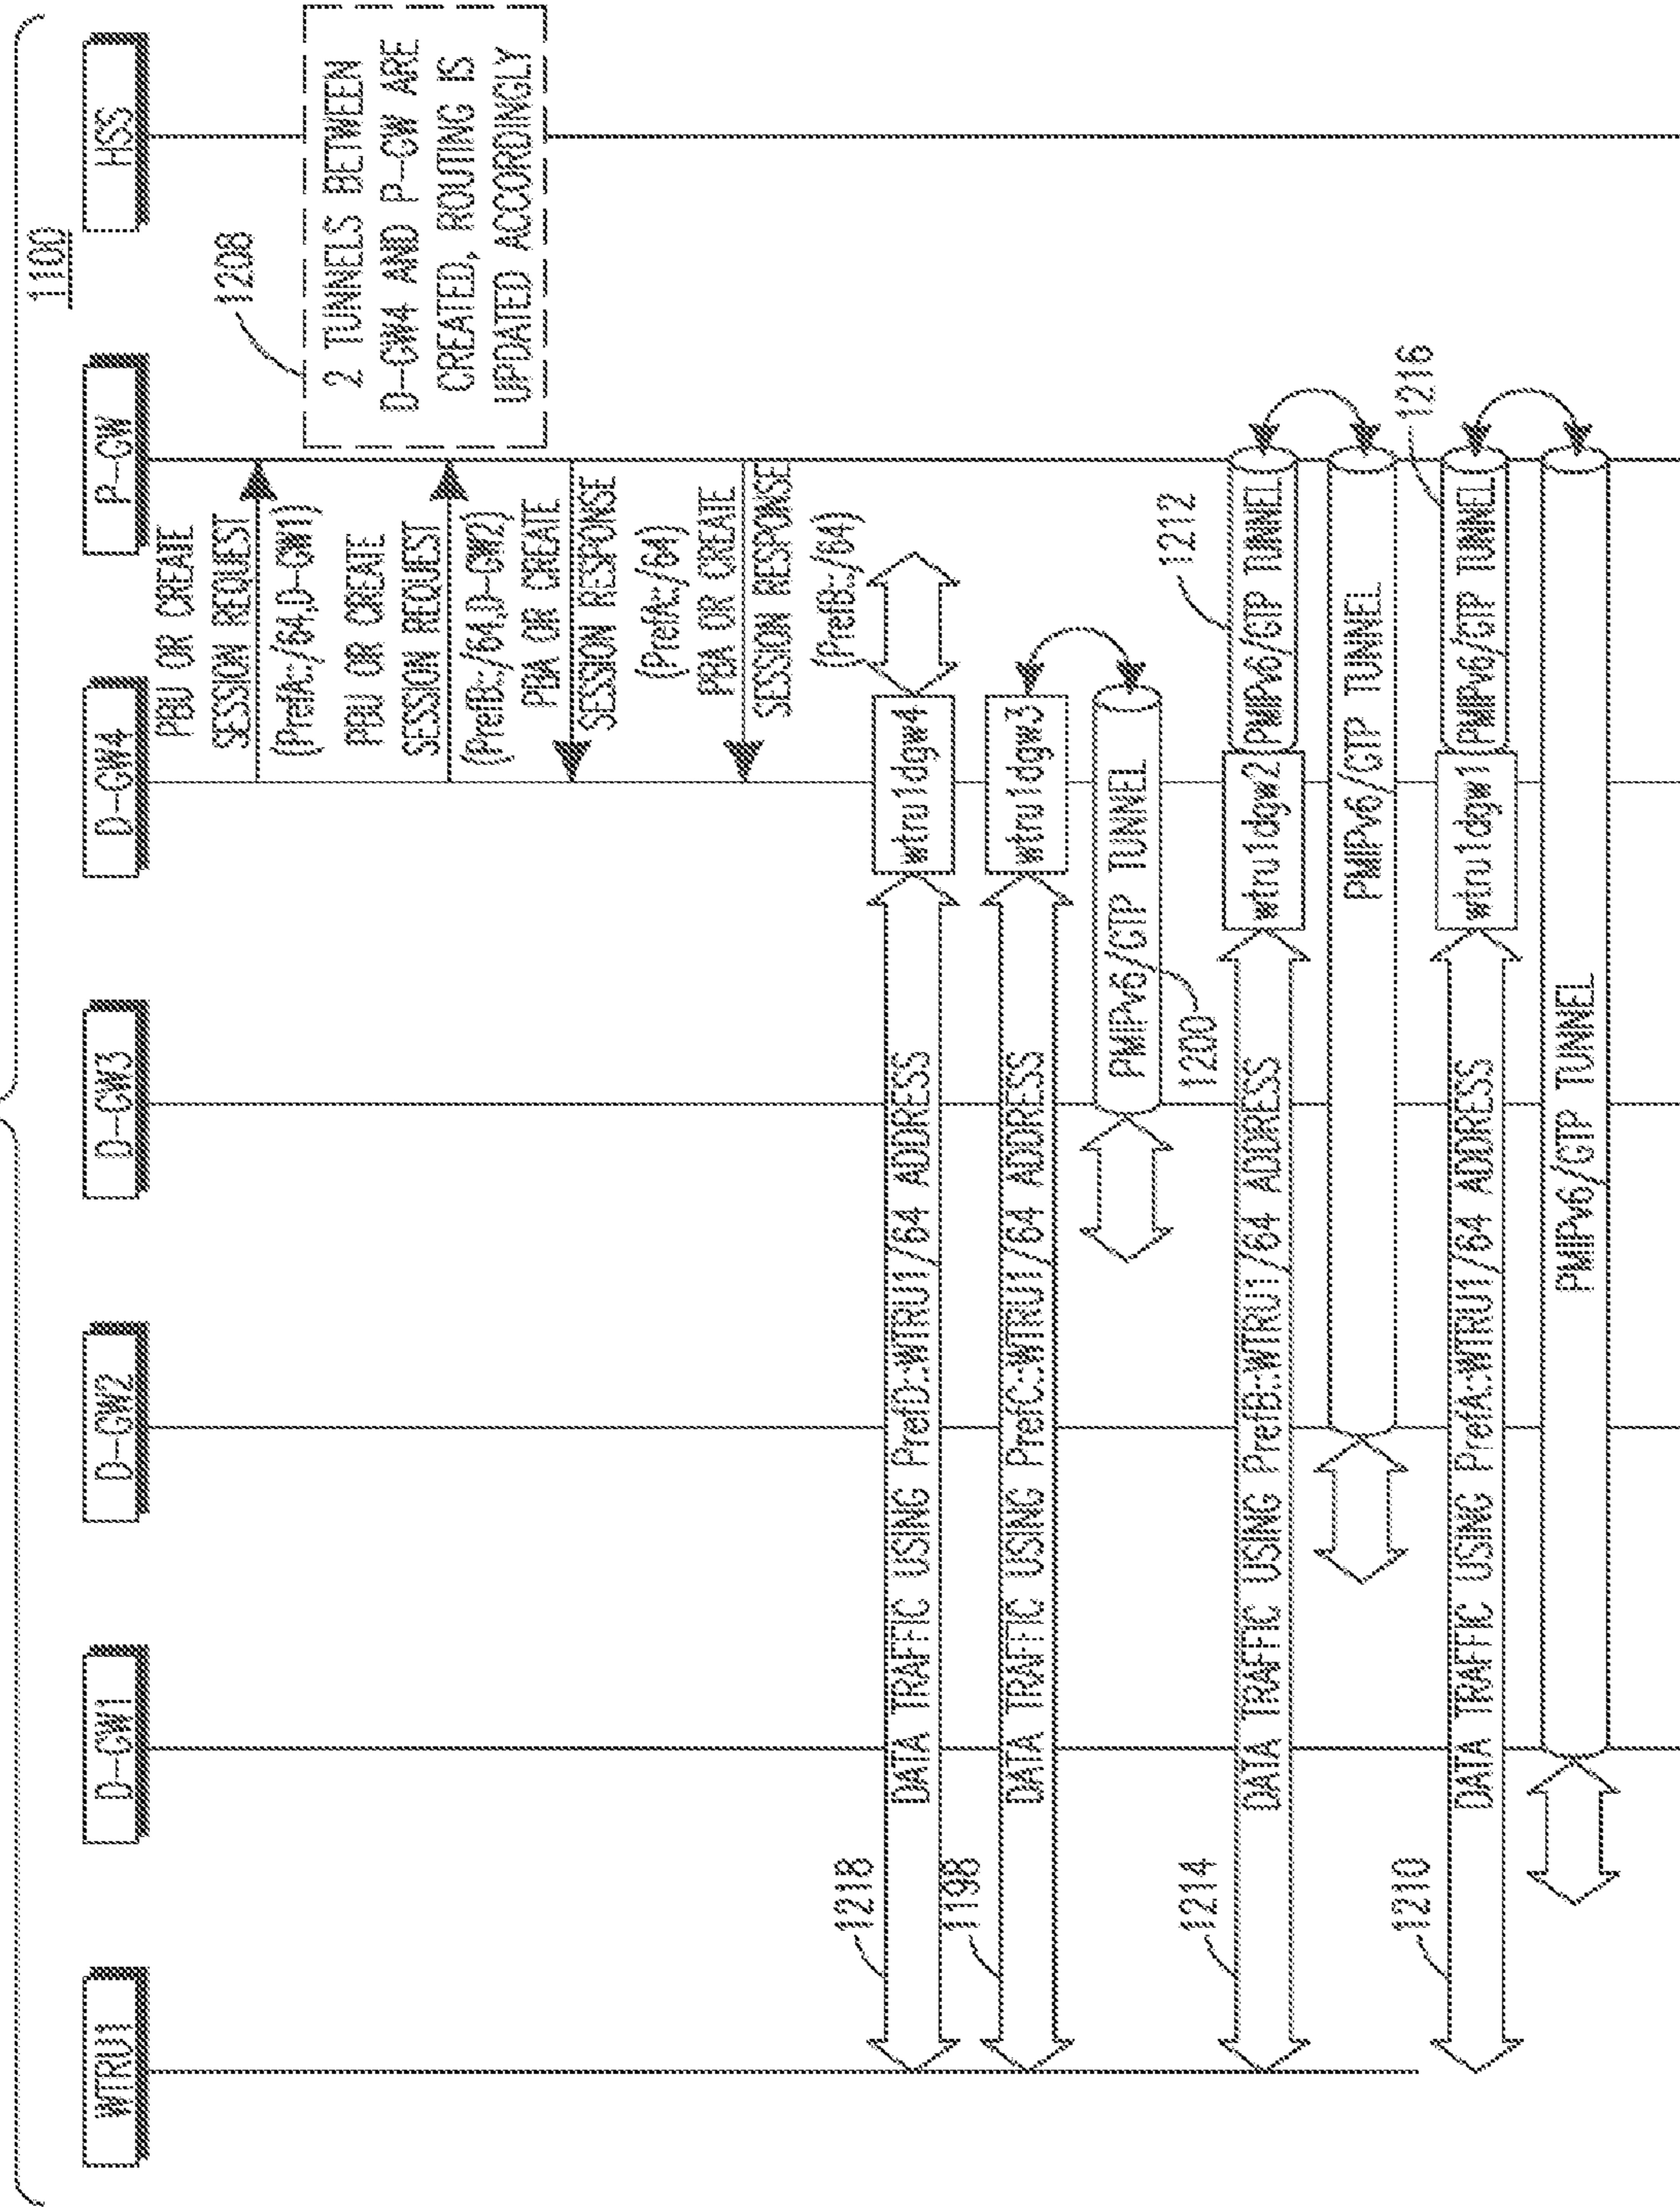 1100
WTRU1
D-GW1
D-GW2
D-GW3
D-GW4
P-GW
HSS
PBU OR CREATE
SESSION REQUEST
(PrefA::/64,D-GW1)
1208
2 TUNNELS BETWEEN
D-GW4 AND P-GW ARE
CREATED, ROUTING IS
UPDATED ACCORDINGLY
PBU OR CREATE
SESSION REQUEST
(PrefB::/64,D-GW2)
PBA OR CREATE
SESSION RESPONSE
(PrefA::/64)
PBA OR CREATE
SESSION RESPONSE
(PrefB::/64)
1218
DATA TRAFFIC USING PrefD::WTRU1/64 ADDRESS
wtru1dgw4
1198
DATA TRAFFIC USING PrefC::WTRU1/64 ADDRESS
wtru1dgw3
PMIPv6/GTP TUNNEL
1200
1212
1214
DATA TRAFFIC USING PrefB::WTRU1/64 ADDRESS
wtru1dgw2
PMIPv6/GTP TUNNEL
PMIPv6/GTP TUNNEL
1216
1210
DATA TRAFFIC USING PrefA::WTRU1/64 ADDRESS
wtru1dgw1
PMIPv6/GTP TUNNEL
PMIPv6/GTP TUNNEL